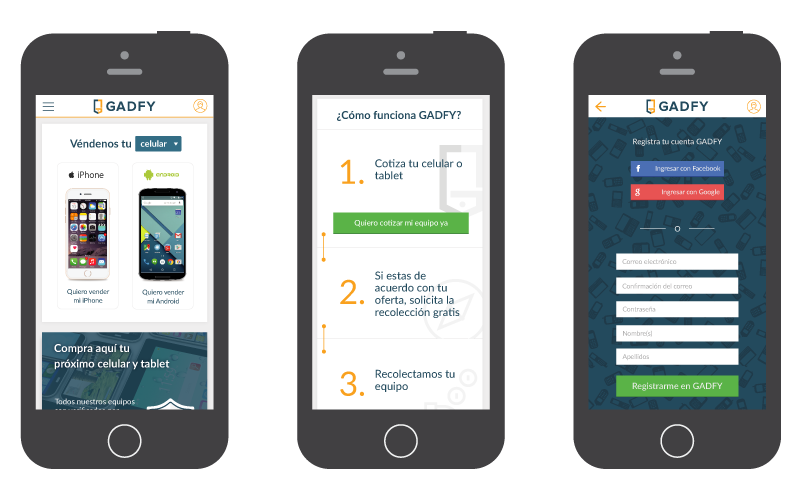 GADFY
Véndenos tu celular
iPhone
ANDROID
Quiero vender
mi iPhone
Quiero vender
mi Android
Compra aquí tu
próximo celular y tablet
Todos nuestros equipos
¿Cómo funciona GADFY?
1. Cotiza tu celular o
tablet
Quiero cotizar mi equipo ya
2. Si estas de
acuerdo con tu
oferta, solicita la
recolección gratis
3. Recolectamos tu
equipo
GADFY
Registra tu cuenta GADFY
f Ingresar con Facebook
g Ingresar con Google
O
Correo electrónico
Confirmación del correo
Contraseña
Nombre(s)
Apellidos
Registrarme en GADFY